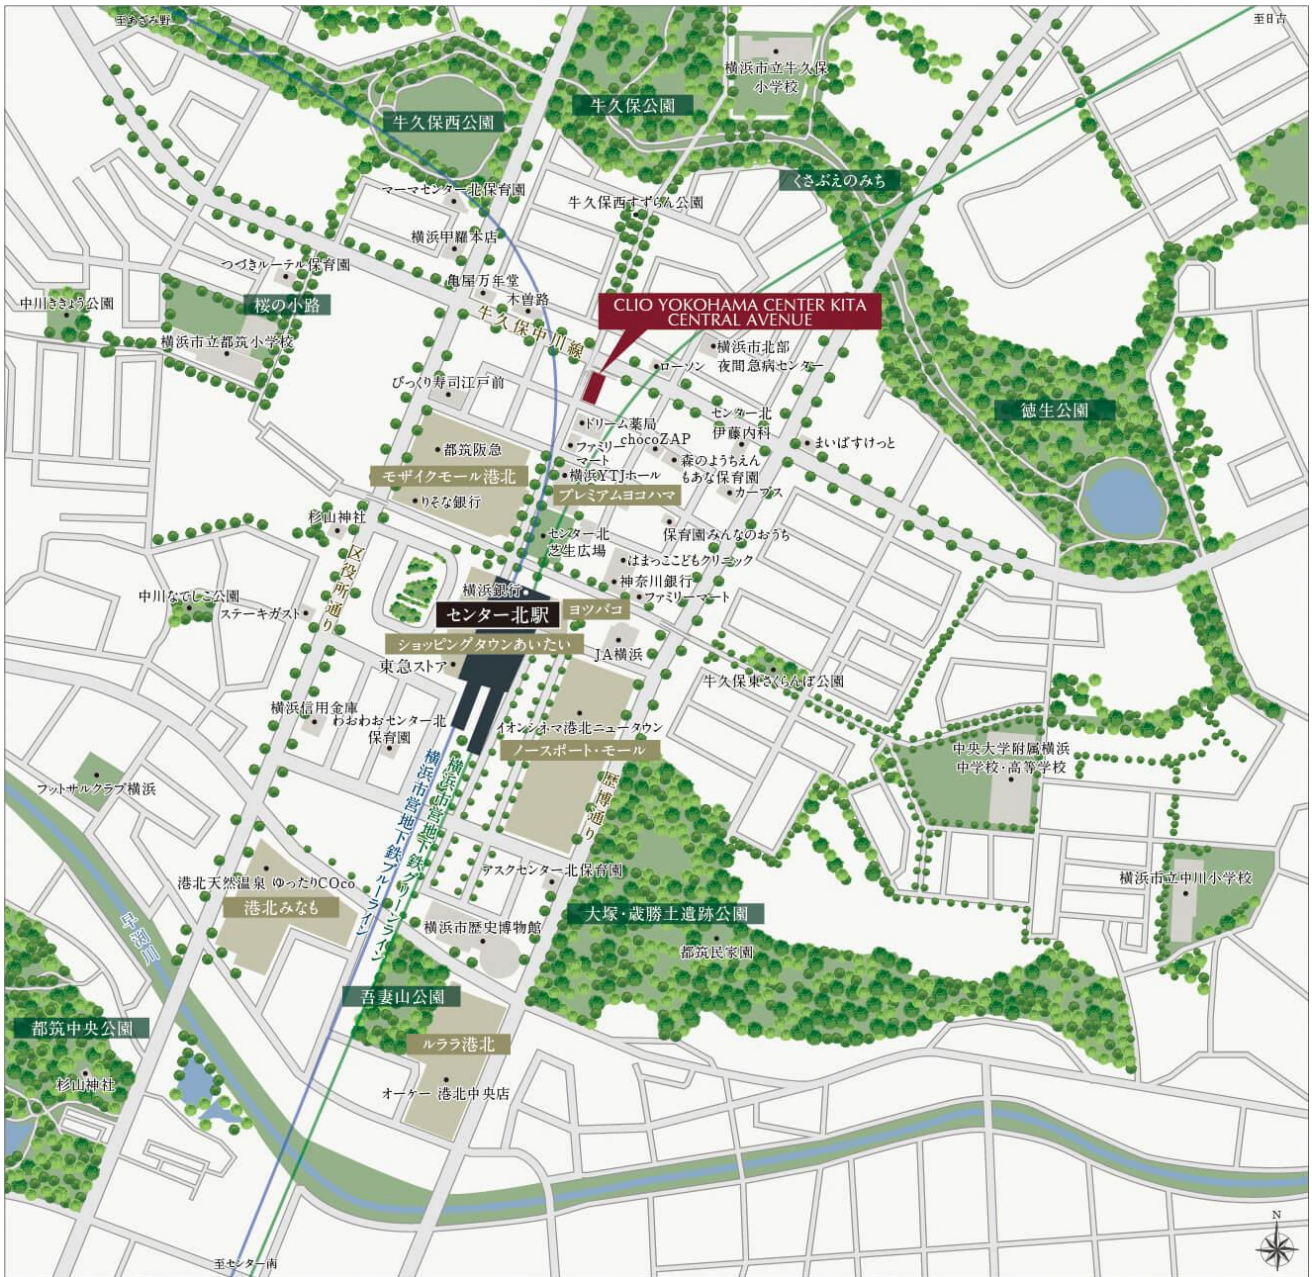 至あざみ野
至日吉
横浜市立牛久保
小学校
牛久保公園
牛久保西公園
くさぶえのみち
マーマセンター北保育園
牛久保西すずらん公園
横浜甲羅本店
つづきルーテル保育園
亀屋万年堂
木曽路
中川ききょう公園
桜の小路
CLIO YOKOHAMA CENTER KITA
CENTRAL AVENUE
牛久保中川線
横浜市立都筑小学校
横浜市北部
夜間急病センター
ローソン
びっくり寿司江戸前
徳生公園
センター北
伊藤内科
ドリーム薬局
chocoZAP
ファミリー
マート
まいばすけっと
都筑阪急
森のようちえん
もあな保育園
モザイクモール港北
横浜YTJホール
プレミアムヨコハマ
カーブス
りそな銀行
杉山神社
センター北
芝生広場
保育園みんなのおうち
区役所通り
はまっこどもクリニック
神奈川銀行
ファミリーマート
横浜銀行
中川なでしこ公園
ステーキガスト
センター北駅
ヨツバコ
ショッピングタウンあいたい
JA横浜
東急ストア
牛久保東さくらんぼ公園
横浜信用金庫
わおわおセンター北
保育園
イオンシネマ港北ニュータウン
ノースポート・モール
中央大学附属横浜
中学校・高等学校
横浜市営地下鉄ブルーライン
横浜市営地下鉄グリーンライン
歴博通り
フットサルクラブ横浜
アスクセンター北保育園
港北天然温泉 ゆったりCOco
港北みなも
横浜市立中川小学校
早渕川
横浜市歴史博物館
大塚・歳勝土遺跡公園
都筑民家園
吾妻山公園
都筑中央公園
ルララ港北
杉山神社
オーケー 港北中央店
至センター南
N